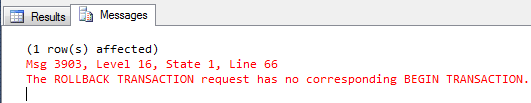 Results Messages
(1 row(s) affected)
Msg 3903, Level 16, State 1, Line 66
The ROLLBACK TRANSACTION request has no corresponding BEGIN TRANSACTION.